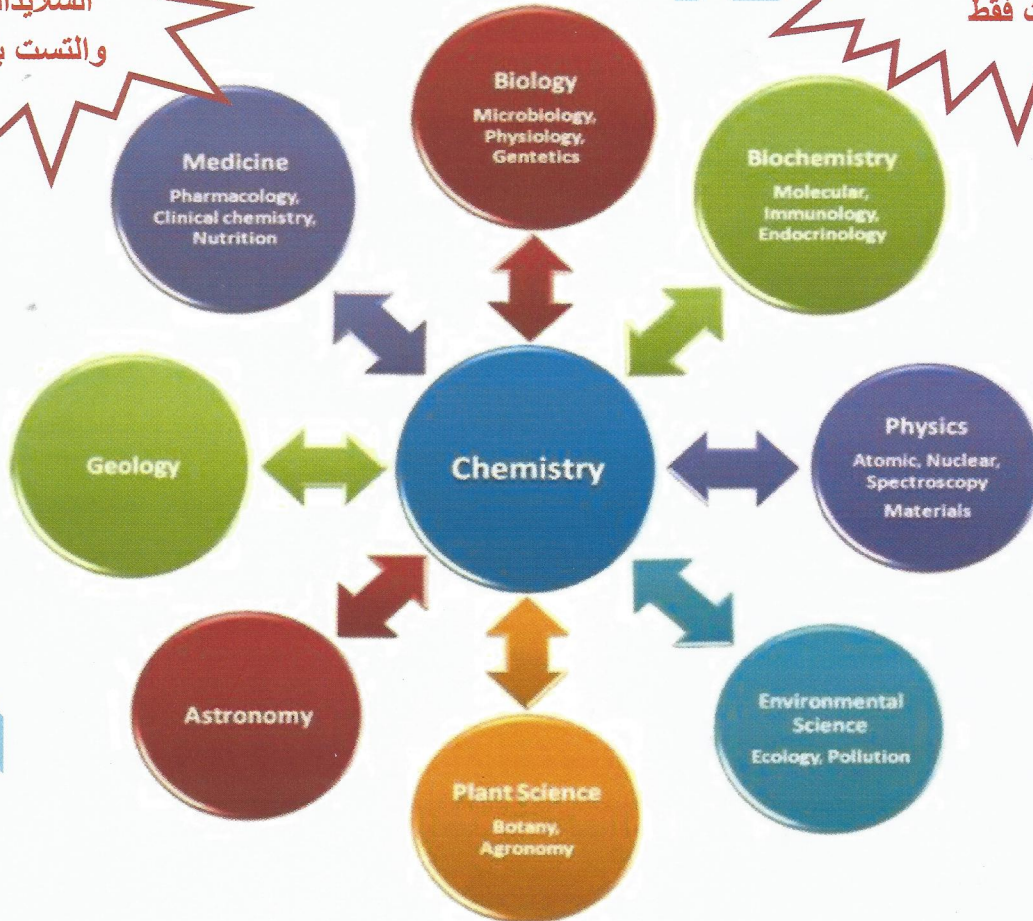 والتست
فقط
Biology
Microbiology,
Physiology,
Gentetics
Medicine
Pharmacology,
Clinical chemistry,
Nutrition
Biochemistry
Molecular,
Immunology,
Endocrinology
Geology
Chemistry
Physics
Atomic, Nuclear,
Spectroscopy
Materials
Astronomy
Environmental
Science
Ecology, Pollution
Plant Science
Botany,
Agronomy